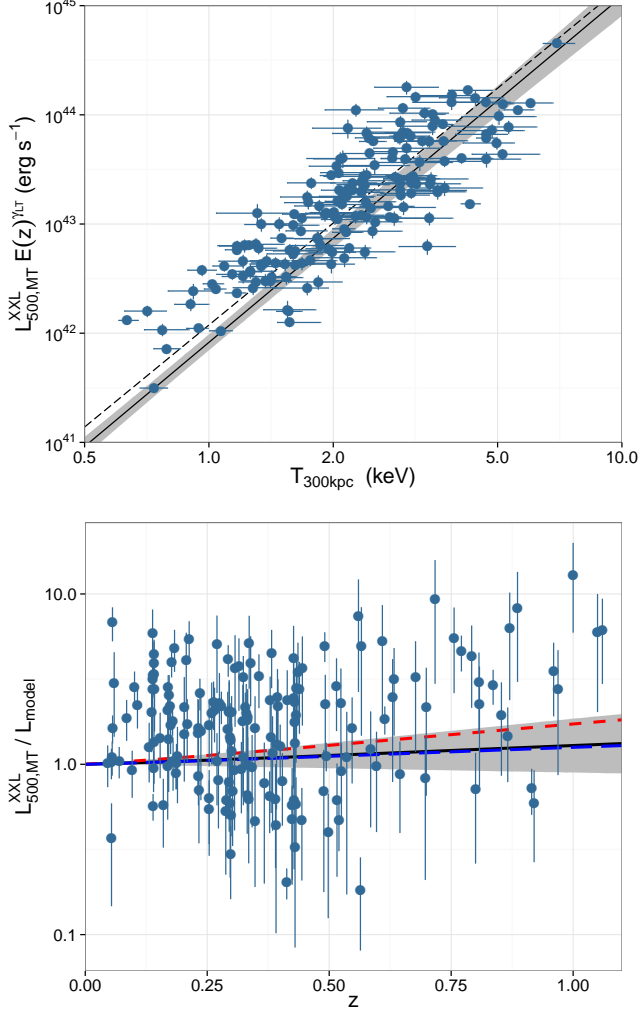 10^45
10^44
10^43
10^42
10^41
L^XXL_500,MT E(z)^γ_LT (erg s^−1)
0.5 1.0 2.0 5.0 10.0
T_300kpc (keV)
10.0
1.0
0.1
L^XXL_500,MT / L_model
0.00 0.25 0.50 0.75 1.00
z